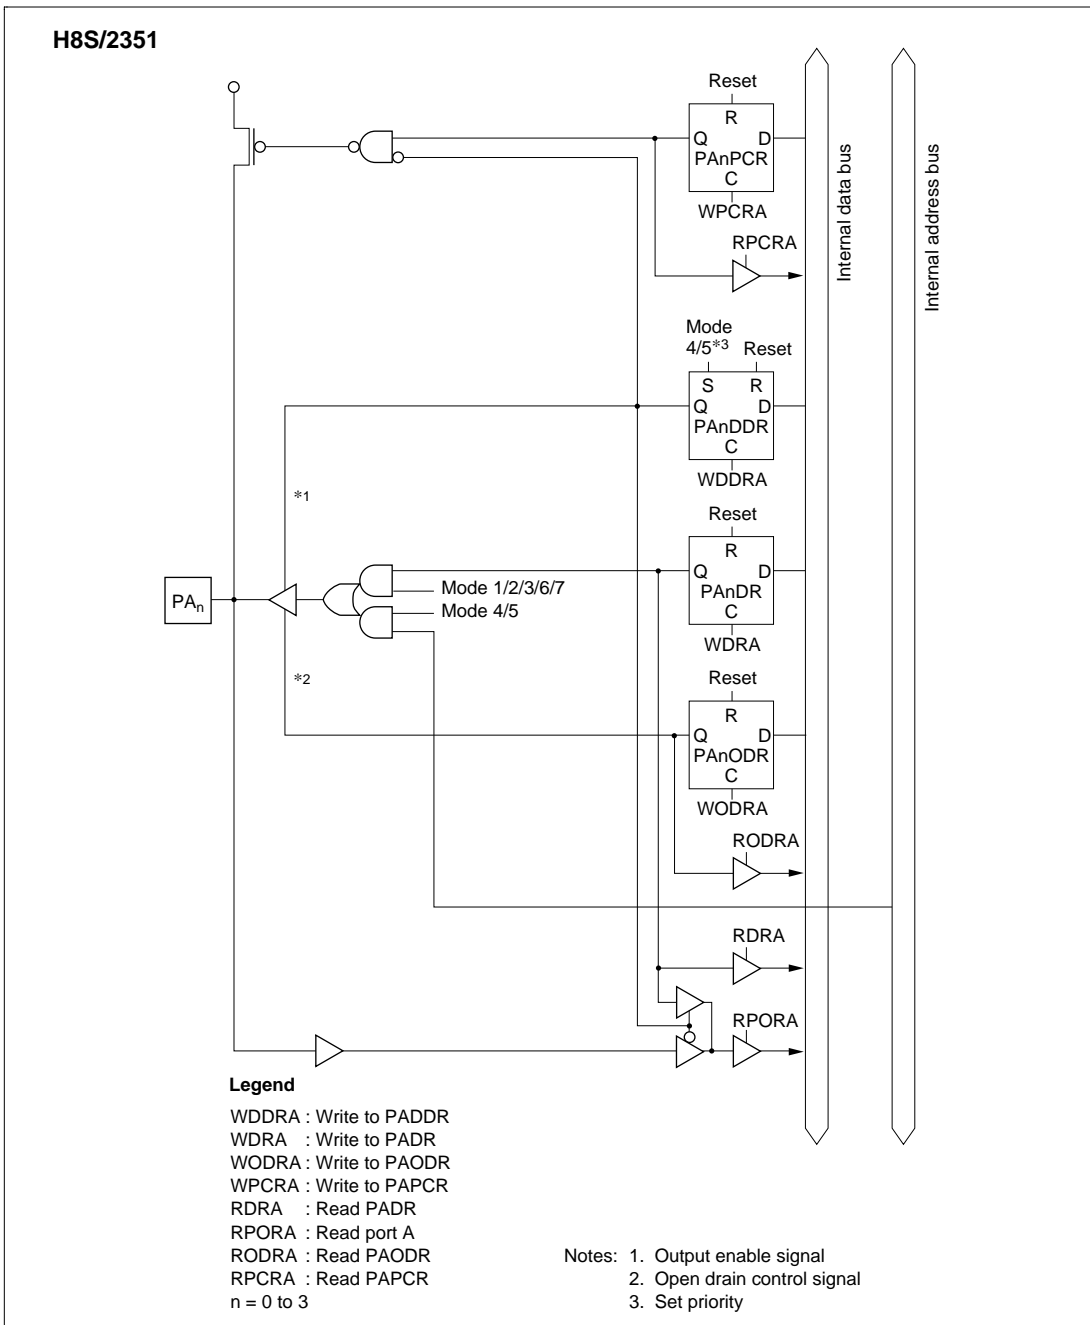 H8S/2351
Reset
R
Q D
PAnPCR
C
WPCRA
RPCRA
Internal data bus
Internal address bus
Mode
4/5*3 Reset
S R
Q D
PAnDDR
C
WDDRA
*1
Reset
R
Q D
PAnDR
C
WDRA
Mode 1/2/3/6/7
Mode 4/5
PAn
*2
Reset
R
Q D
PAnODR
C
WODRA
RODRA
RDRA
RPORA
Legend
WDDRA : Write to PADDR
WDRA : Write to PADR
WODRA : Write to PAODR
WPCRA : Write to PAPCR
RDRA : Read PADR
RPORA : Read port A
RODRA : Read PAODR
RPCRA : Read PAPCR
n = 0 to 3
Notes: 1. Output enable signal
2. Open drain control signal
3. Set priority